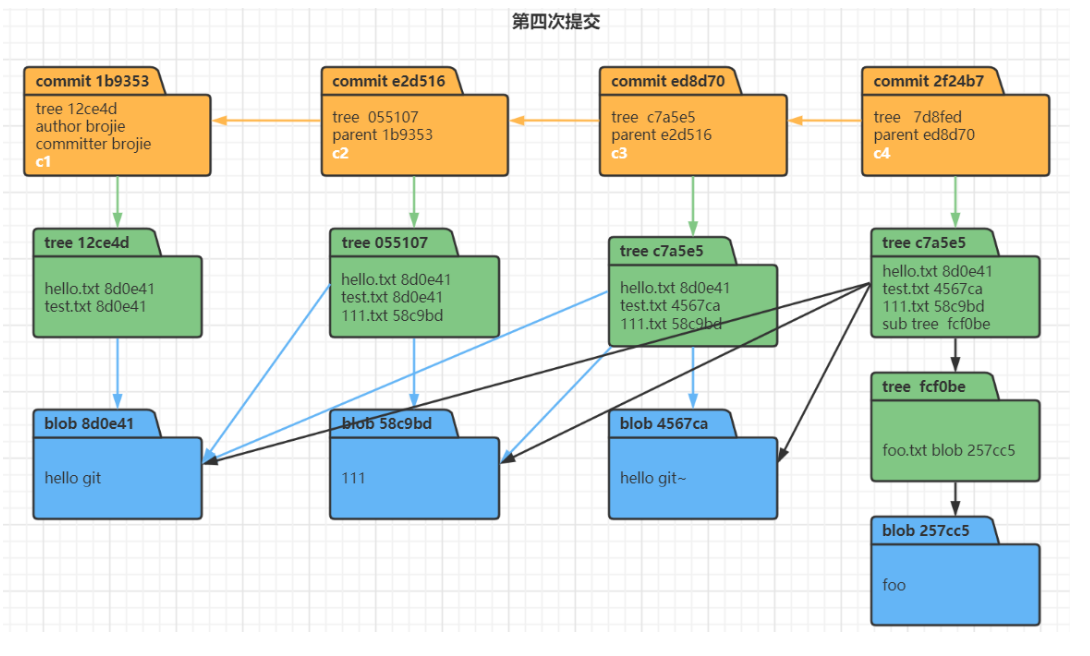 第四次提交
commit 1b9353
tree 12ce4d
author brojie
committer brojie
c1
commit e2d516
tree 055107
parent 1b9353
c2
commit ed8d70
tree c7a5e5
parent e2d516
c3
commit 2f24b7
tree 7d8fed
parent ed8d70
c4
tree 12ce4d
hello.txt 8d0e41
test.txt 8d0e41
tree 055107
hello.txt 8d0e41
test.txt 8d0e41
111.txt 58c9bd
tree c7a5e5
hello.txt 8d0e41
test.txt 4567ca
111.txt 58c9bd
tree c7a5e5
hello.txt 8d0e41
test.txt 4567ca
111.txt 58c9bd
sub tree fcf0be
tree fcf0be
foo.txt blob 257cc5
blob 8d0e41
hello git
blob 58c9bd
111
blob 4567ca
hello git~
blob 257cc5
foo